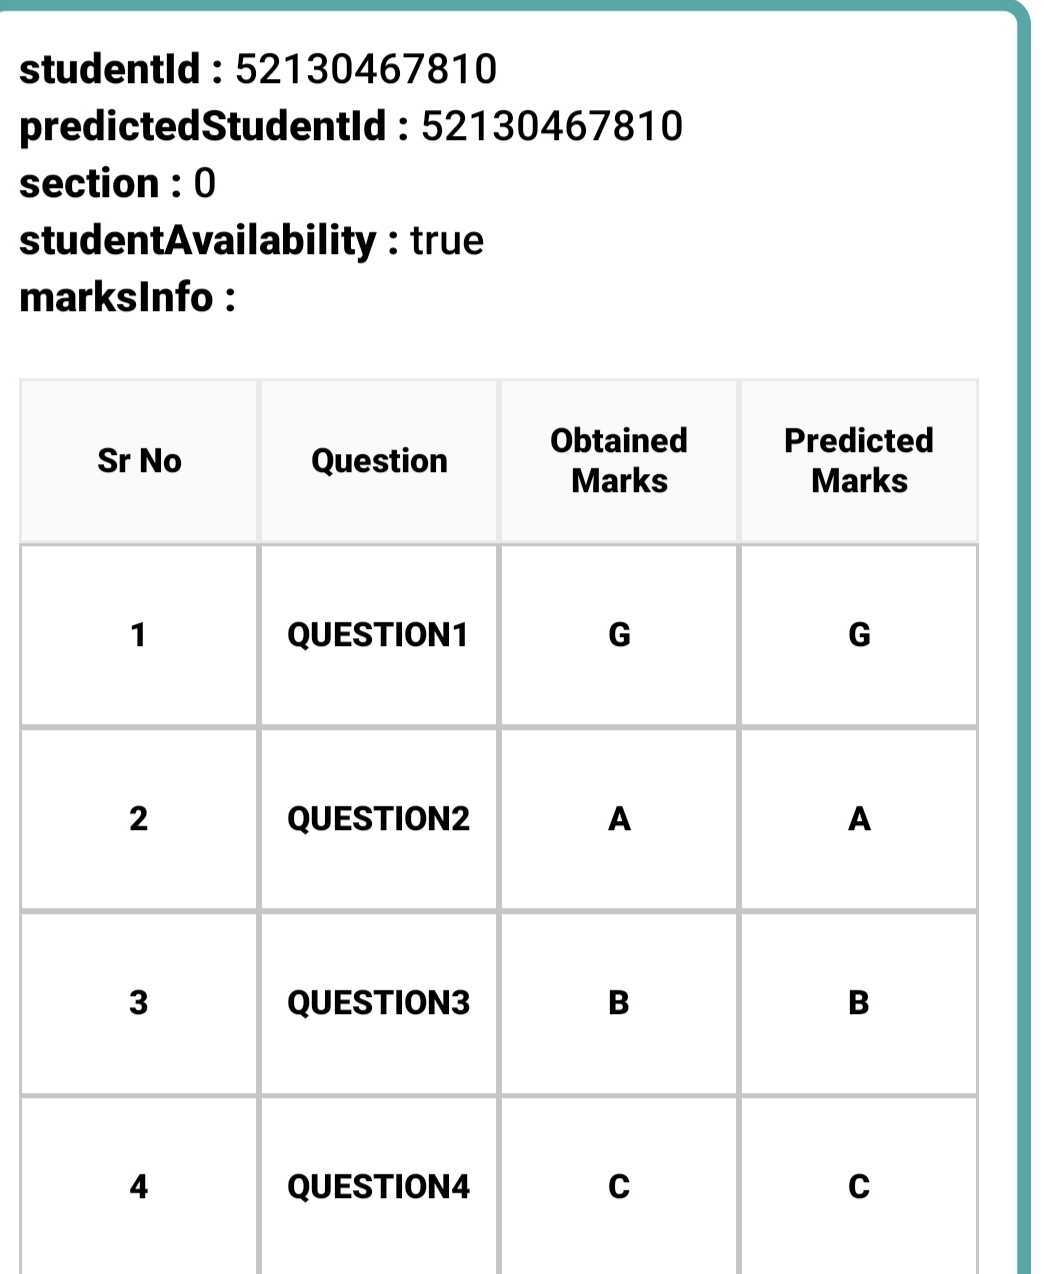 studentId : 52130467810
predictedStudentId : 52130467810
section : 0
studentAvailability : true
marksInfo :
Sr No Question Obtained Marks Predicted Marks
1 QUESTION1 G G
2 QUESTION2 A A
3 QUESTION3 B B
4 QUESTION4 C C